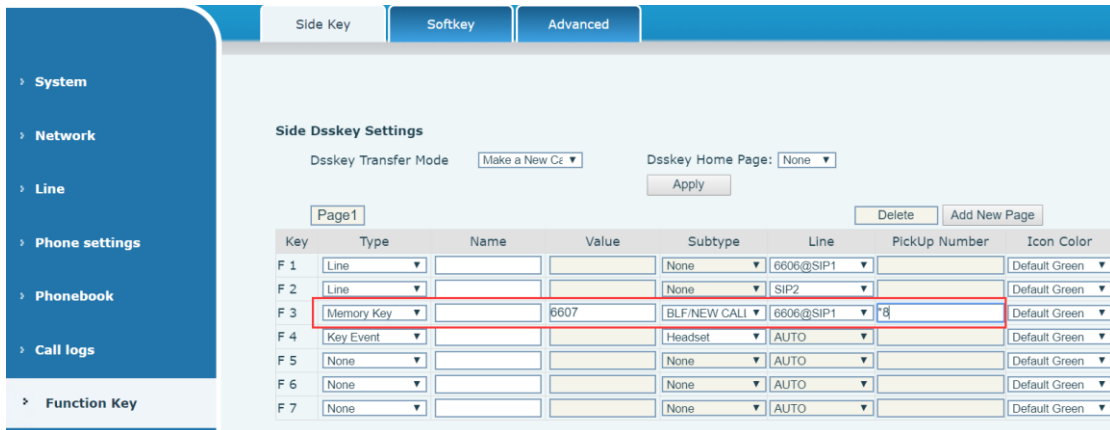 Side Key Softkey Advanced
System
Network
Line
Phone settings
Phonebook
Call logs
Function Key
Side Dsskey Settings
Dsskey Transfer Mode Make a New Ca Dsskey Home Page: None
Apply
Page1 Delete Add New Page
Key Type Name Value Subtype Line PickUp Number Icon Color
F 1 Line None 6606@SIP1 Default Green
F 2 Line None SIP2 Default Green
F 3 Memory Key 6607 BLF/NEW CALL 6606@SIP1 *8 Default Green
F 4 Key Event Headset AUTO Default Green
F 5 None None AUTO Default Green
F 6 None None AUTO Default Green
F 7 None None AUTO Default Green